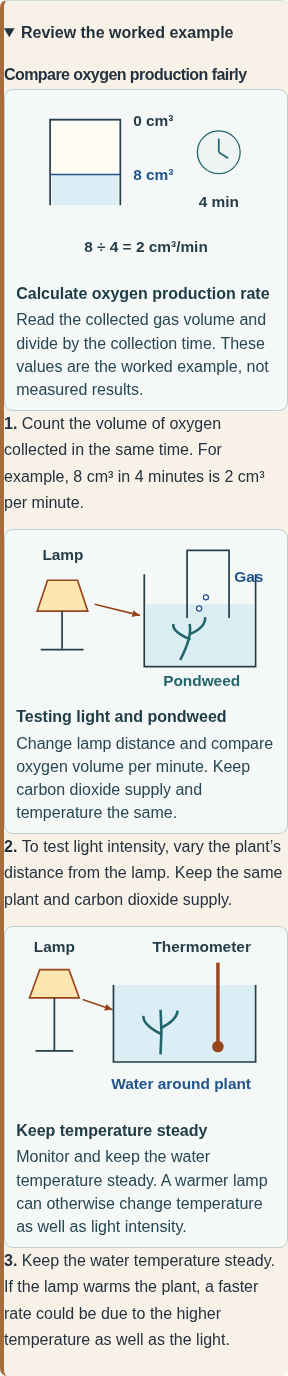 ▼ Review the worked example
Compare oxygen production fairly
0 cm³
8 cm³
4 min
8 ÷ 4 = 2 cm³/min
Calculate oxygen production rate
Read the collected gas volume and
divide by the collection time. These
values are the worked example, not
measured results.
1. Count the volume of oxygen
collected in the same time. For
example, 8 cm³ in 4 minutes is 2 cm³
per minute.
Lamp
Gas
Pondweed
Testing light and pondweed
Change lamp distance and compare
oxygen volume per minute. Keep
carbon dioxide supply and
temperature the same.
2. To test light intensity, vary the plant’s
distance from the lamp. Keep the same
plant and carbon dioxide supply.
Lamp
Thermometer
Water around plant
Keep temperature steady
Monitor and keep the water
temperature steady. A warmer lamp
can otherwise change temperature
as well as light intensity.
3. Keep the water temperature steady.
If the lamp warms the plant, a faster
rate could be due to the higher
temperature as well as the light.